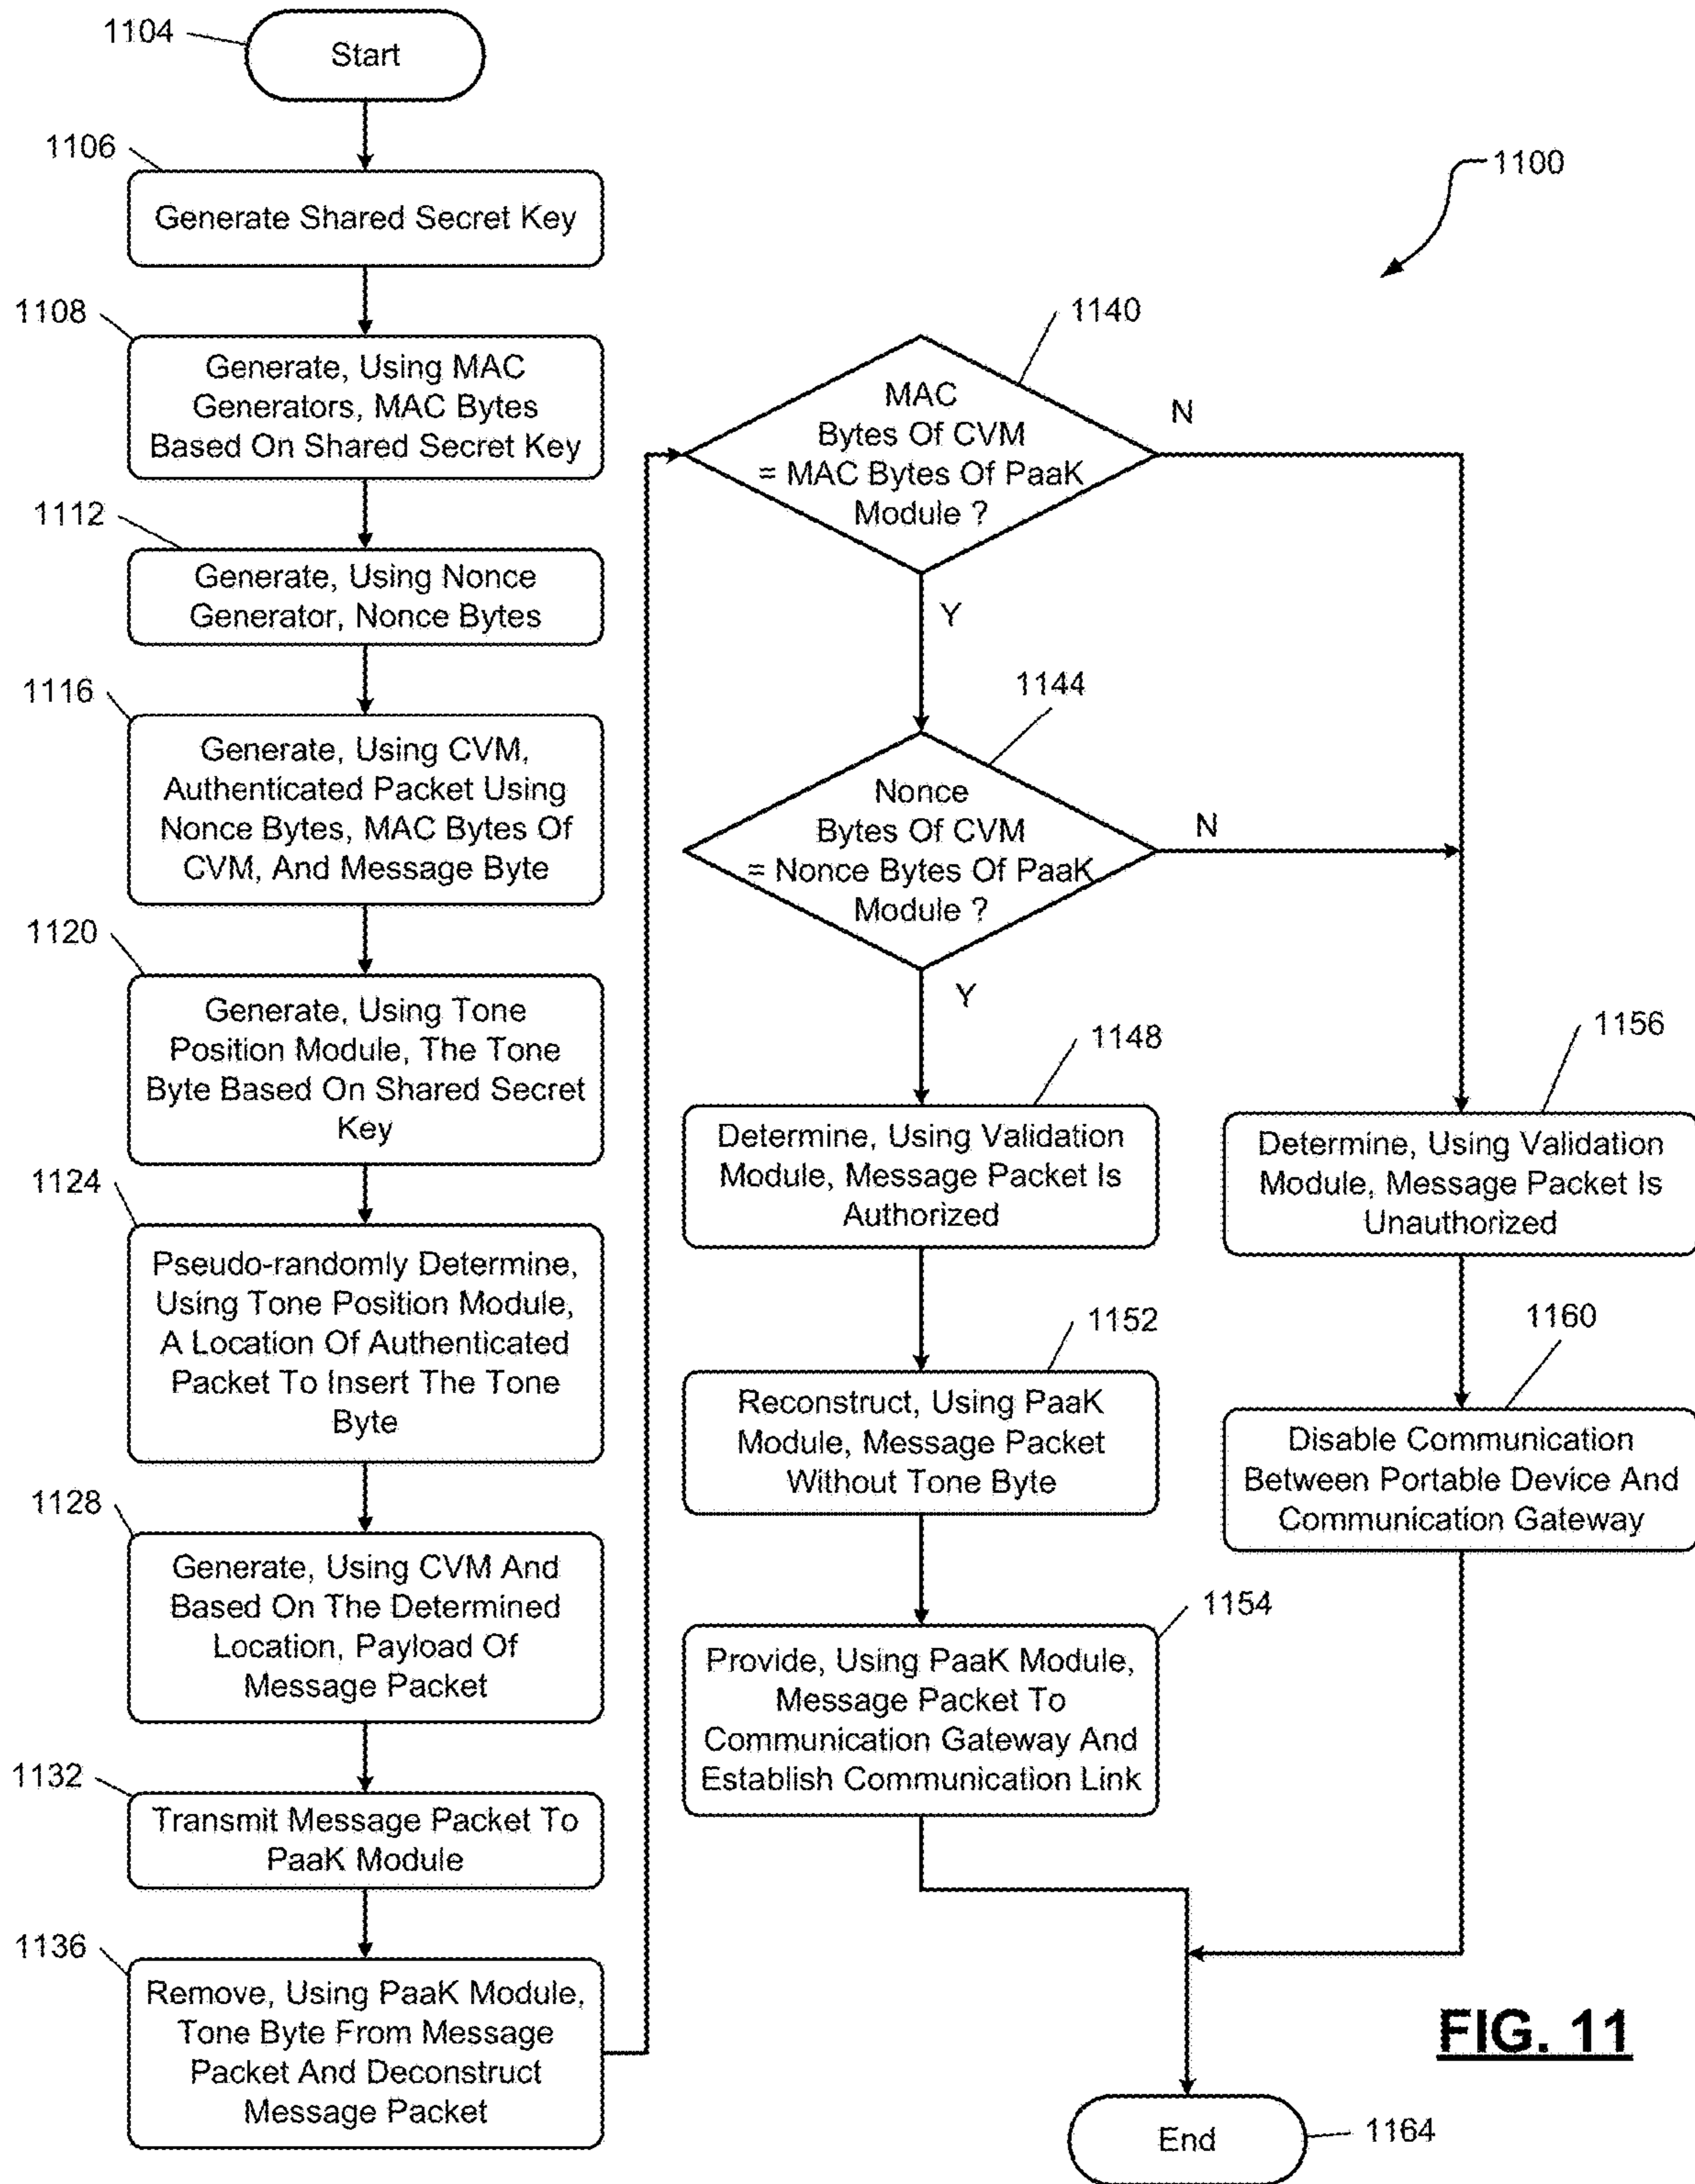 1104
Start
1106
Generate Shared Secret Key
1108
Generate, Using MAC
Generators, MAC Bytes
Based On Shared Secret Key
1112
Generate, Using Nonce
Generator, Nonce Bytes
1116
Generate, Using CVM,
Authenticated Packet Using
Nonce Bytes, MAC Bytes Of
CVM, And Message Byte
1120
Generate, Using Tone
Position Module, The Tone
Byte Based On Shared Secret
Key
1124
Pseudo-randomly Determine,
Using Tone Position Module,
A Location Of Authenticated
Packet To Insert The Tone
Byte
1128
Generate, Using CVM And
Based On The Determined
Location, Payload Of
Message Packet
1132
Transmit Message Packet To
PaaK Module
1136
Remove, Using PaaK Module,
Tone Byte From Message
Packet And Deconstruct
Message Packet
1100
1140
MAC
Bytes Of CVM
= MAC Bytes Of PaaK
Module ?
N
Y
1144
Nonce
Bytes Of CVM
= Nonce Bytes Of PaaK
Module ?
N
Y
1148
Determine, Using Validation
Module, Message Packet Is
Authorized
1152
Reconstruct, Using PaaK
Module, Message Packet
Without Tone Byte
1154
Provide, Using PaaK Module,
Message Packet To
Communication Gateway And
Establish Communication Link
1156
Determine, Using Validation
Module, Message Packet Is
Unauthorized
1160
Disable Communication
Between Portable Device And
Communication Gateway
End
1164
FIG. 11